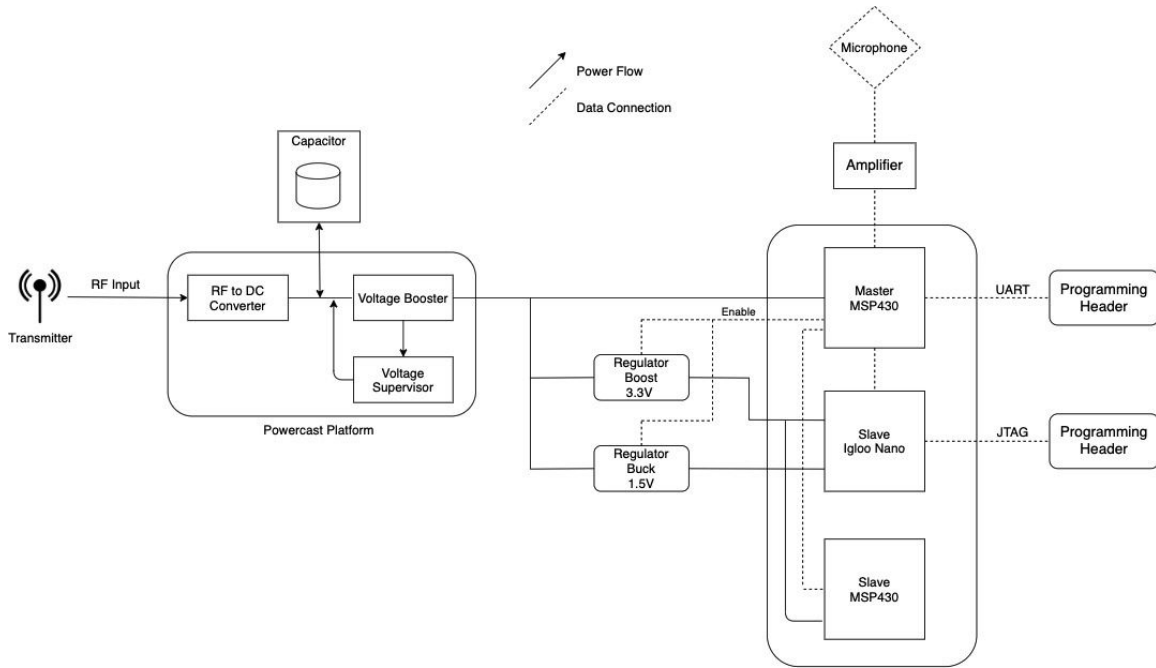 Microphone
Power Flow
Data Connection
Capacitor
Amplifier
RF Input
RF to DC
Converter
Voltage Booster
Master
MSP430
UART
Programming
Header
Transmitter
Enable
Voltage
Supervisor
Regulator
Boost
3.3V
Powercast Platform
Slave
Igloo Nano
JTAG
Programming
Header
Regulator
Buck
1.5V
Slave
MSP430